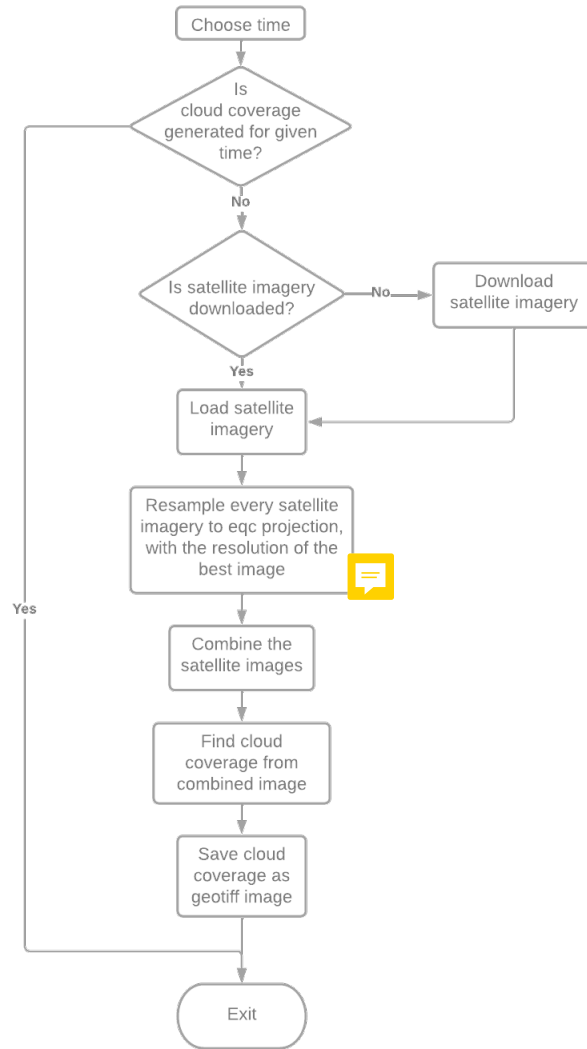 Choose time
Is
cloud coverage
generated for given
time?
No
Is satellite imagery
downloaded?
No
Download
satellite imagery
Yes
Load satellite
imagery
Resample every satellite
imagery to eqc projection,
with the resolution of the
best image
Yes
Combine the
satellite images
Find cloud
coverage from
combined image
Save cloud
coverage as
geotiff image
Exit